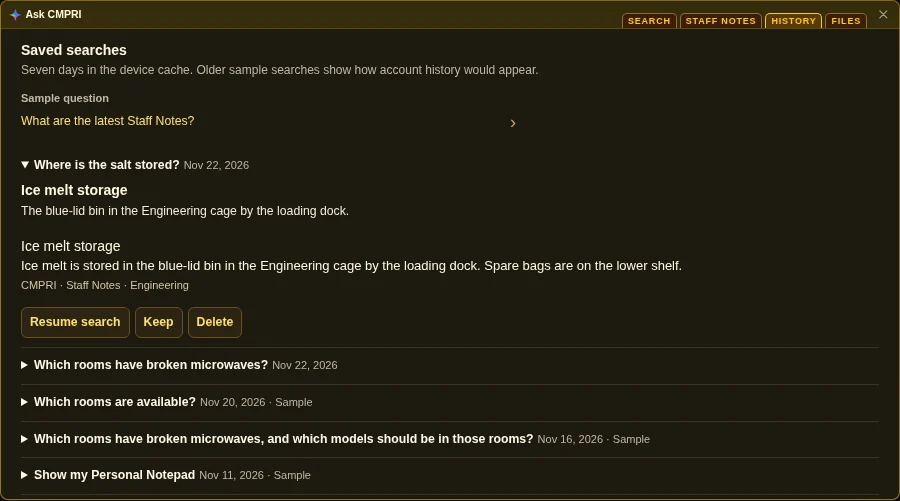 Ask CMPRI
SEARCH
STAFF NOTES
HISTORY
FILES
Saved searches
Seven days in the device cache. Older sample searches show how account history would appear.
Sample question
What are the latest Staff Notes?
Where is the salt stored? Nov 22, 2026
Ice melt storage
The blue-lid bin in the Engineering cage by the loading dock.
Ice melt storage
Ice melt is stored in the blue-lid bin in the Engineering cage by the loading dock. Spare bags are on the lower shelf.
CMPRI · Staff Notes · Engineering
Resume search
Keep
Delete
Which rooms have broken microwaves? Nov 22, 2026
Which rooms are available? Nov 20, 2026 · Sample
Which rooms have broken microwaves, and which models should be in those rooms? Nov 16, 2026 · Sample
Show my Personal Notepad Nov 11, 2026 · Sample